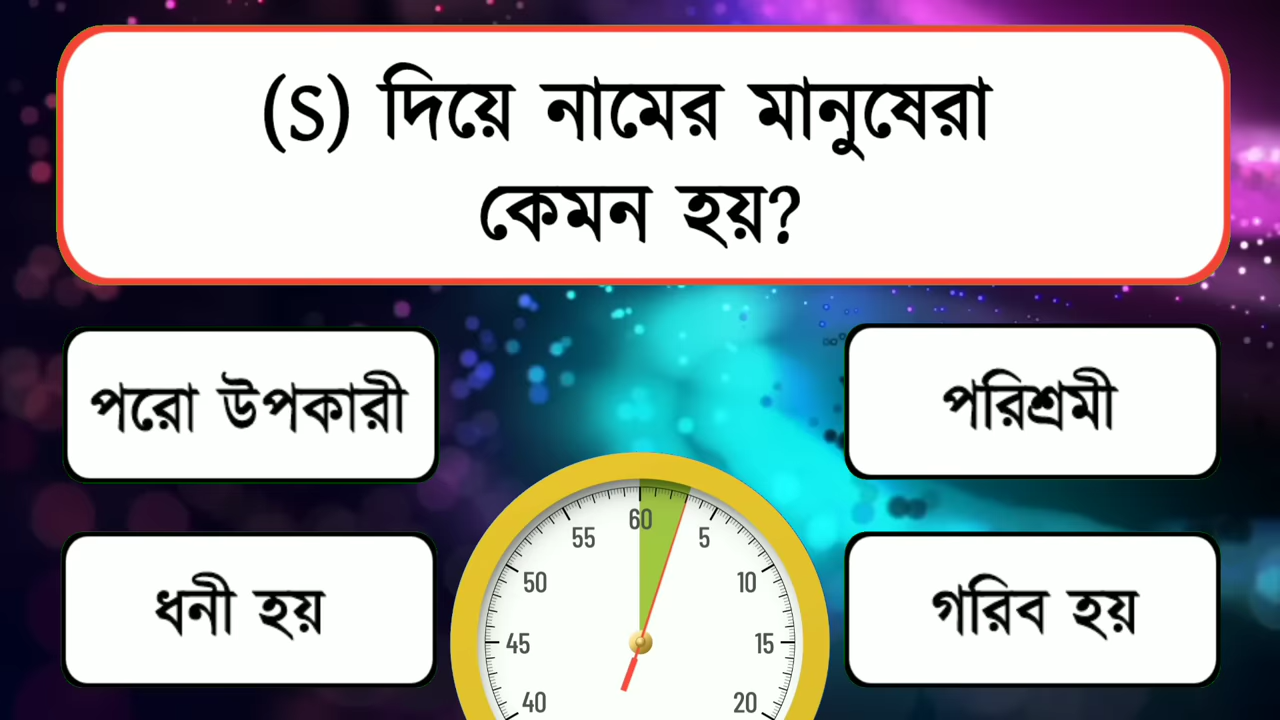 (S) দিয়ে নামের মানুষেরা
কেমন হয়?
পরো উপকারী
পরিশ্রমী
ধনী হয়
গরিব হয়
60
55
5
50
10
45
15
40
20